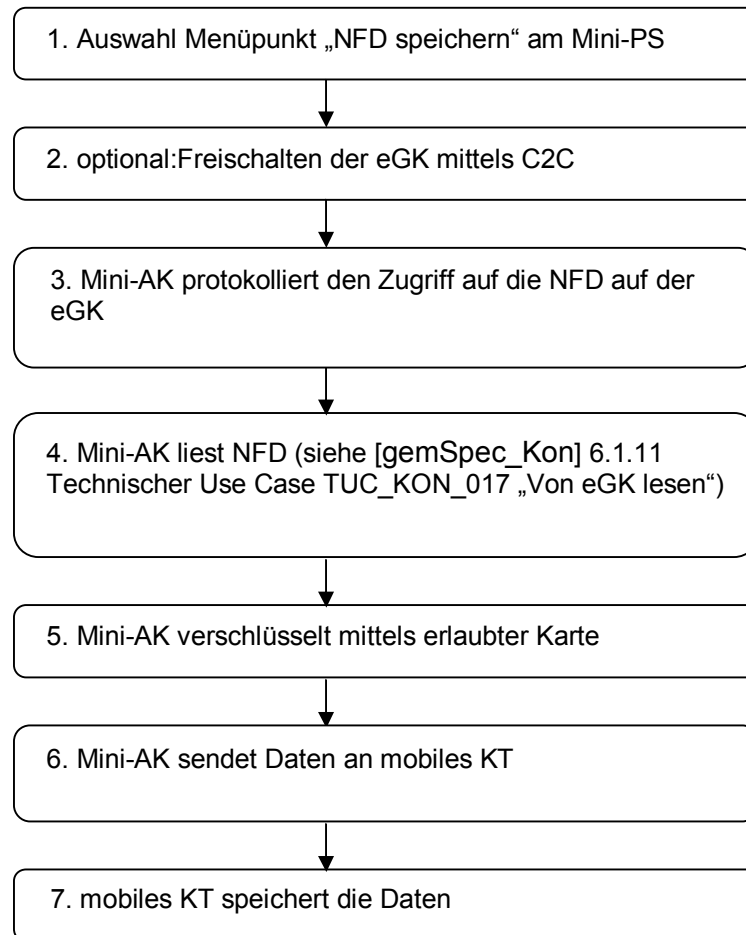 1. Auswahl Menüpunkt „NFD speichern“ am Mini-PS
2. optional:Freischalten der eGK mittels C2C
3. Mini-AK protokolliert den Zugriff auf die NFD auf der
eGK
4. Mini-AK liest NFD (siehe [gemSpec_Kon] 6.1.11
Technischer Use Case TUC_KON_017 „Von eGK lesen“)
5. Mini-AK verschlüsselt mittels erlaubter Karte
6. Mini-AK sendet Daten an mobiles KT
7. mobiles KT speichert die Daten